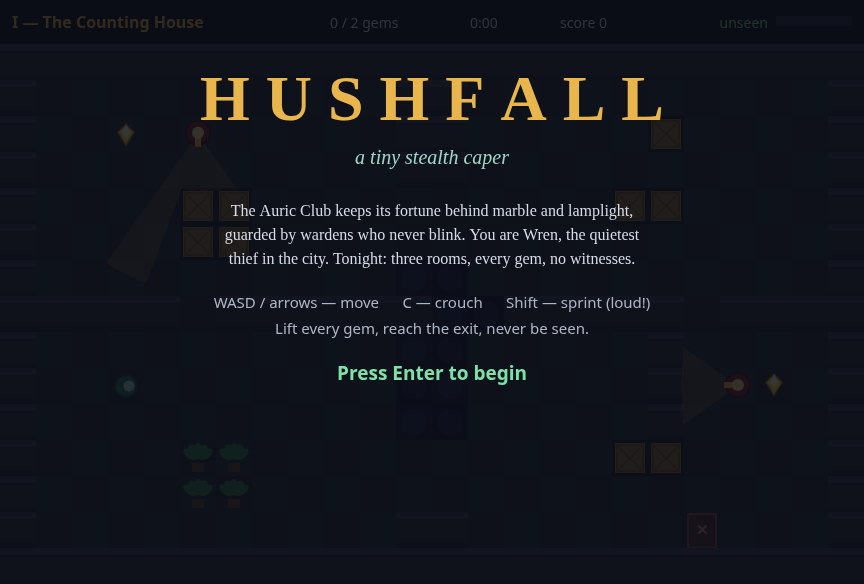 I — The Counting House 0 / 2 gems 0:00 score 0 unseen
HUSHFALL
a tiny stealth caper
The Auric Club keeps its fortune behind marble and lamplight,
guarded by wardens who never blink. You are Wren, the quietest
thief in the city. Tonight: three rooms, every gem, no witnesses.
WASD / arrows — move C — crouch Shift — sprint (loud!)
Lift every gem, reach the exit, never be seen.
Press Enter to begin